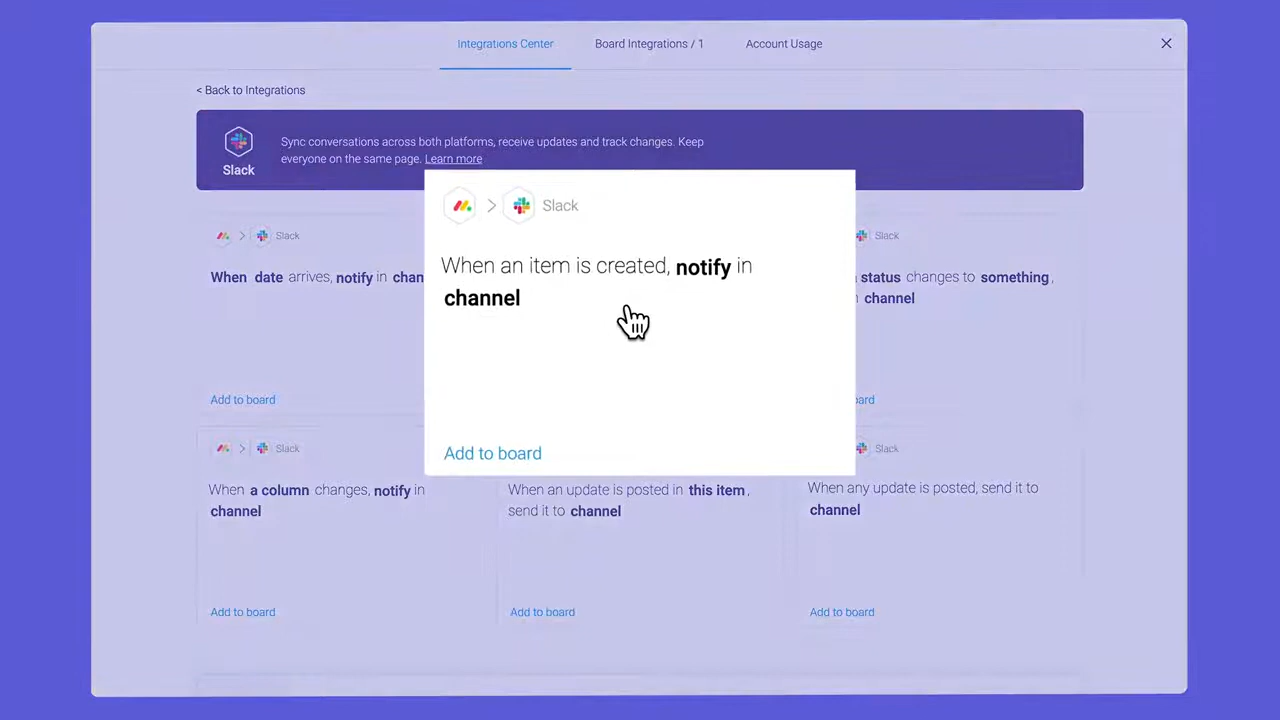 Integrations Center
Board Integrations / 1
Account Usage
< Back to Integrations
Slack
Sync conversations across both platforms, receive updates and track changes. Keep
everyone on the same page. Learn more
Slack
When date arrives, notify in chan
Add to board
Slack
When an item is created, notify in
channel
Add to board
Slack
status changes to something,
channel
Slack
When a column changes, notify in
channel
Add to board
When an update is posted in this item,
send it to channel
Add to board
Slack
When any update is posted, send it to
channel
Add to board